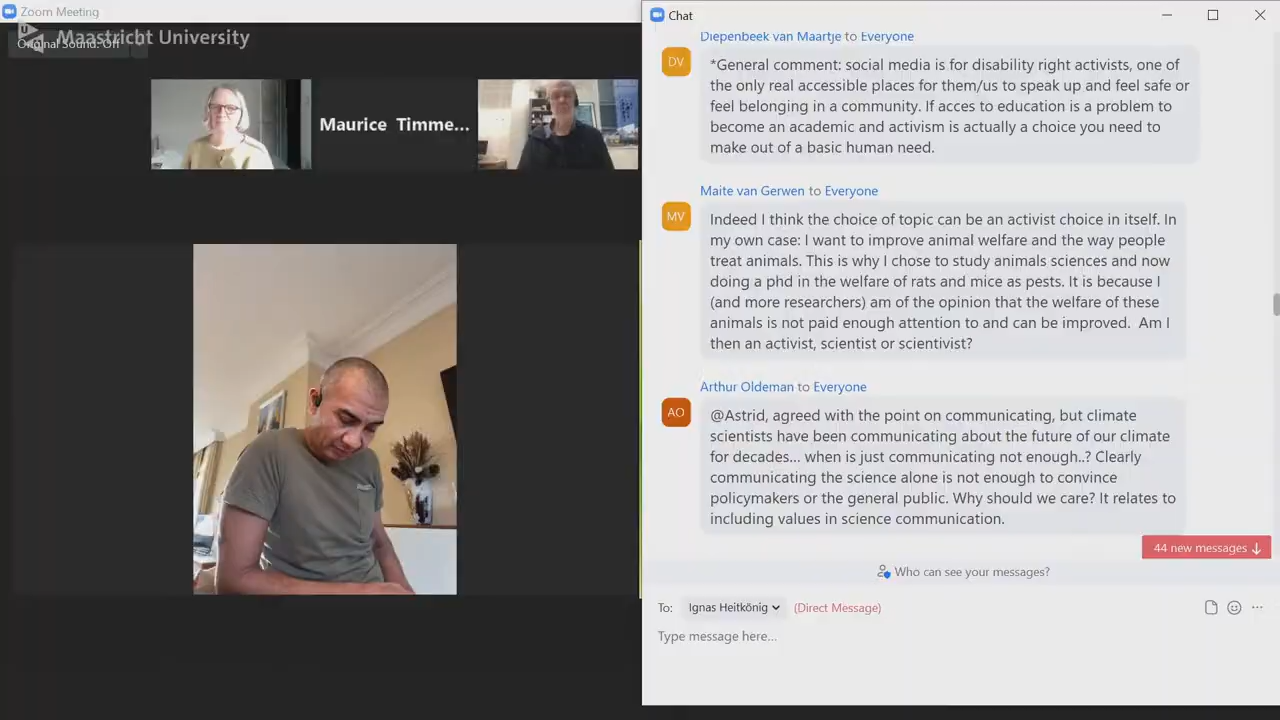 Zoom Meeting
Maastricht University
Original Sound: Off
Maurice Timme...
Chat
Diepenbeek van Maartje to Everyone
DV
*General comment: social media is for disability right activists, one of
the only real accessible places for them/us to speak up and feel safe or
feel belonging in a community. If acces to education is a problem to
become an academic and activism is actually a choice you need to
make out of a basic human need.
Maite van Gerwen to Everyone
MV
Indeed I think the choice of topic can be an activist choice in itself. In
my own case: I want to improve animal welfare and the way people
treat animals. This is why I chose to study animals sciences and now
doing a phd in the welfare of rats and mice as pests. It is because I
(and more researchers) am of the opinion that the welfare of these
animals is not paid enough attention to and can be improved. Am I
then an activist, scientist or scientivist?
Arthur Oldeman to Everyone
AO
@Astrid, agreed with the point on communicating, but climate
scientists have been communicating about the future of our climate
for decades... when is just communicating not enough..? Clearly
communicating the science alone is not enough to convince
policymakers or the general public. Why should we care? It relates to
including values in science communication.
44 new messages
Who can see your messages?
To: Ignas Heitkönig (Direct Message)
Type message here...